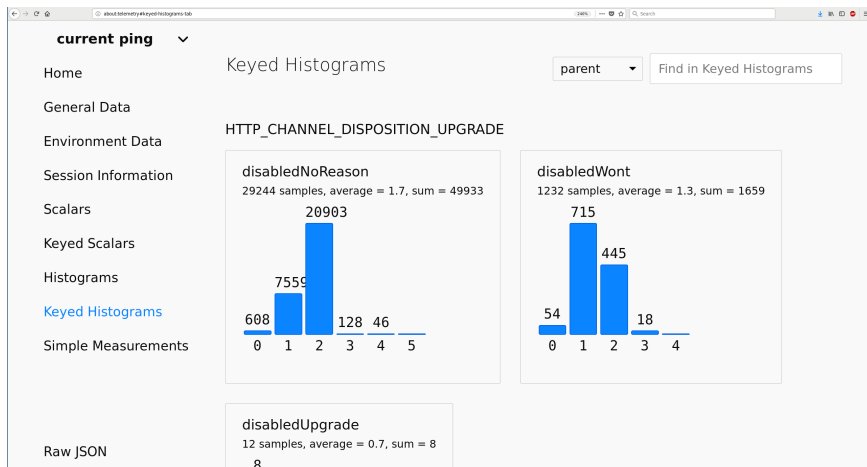 about:telemetry#keyed-histograms-tab
240%
Search
current ping
Home
General Data
Environment Data
Session Information
Scalars
Keyed Scalars
Histograms
Keyed Histograms
Simple Measurements
Raw JSON
Keyed Histograms
parent
Find in Keyed Histograms
HTTP_CHANNEL_DISPOSITION_UPGRADE
disabledNoReason
29244 samples, average = 1.7, sum = 49933
20903
7559
608
128
46
0 1 2 3 4 5
disabledWont
1232 samples, average = 1.3, sum = 1659
715
445
54
18
0 1 2 3 4
disabledUpgrade
12 samples, average = 0.7, sum = 8
8